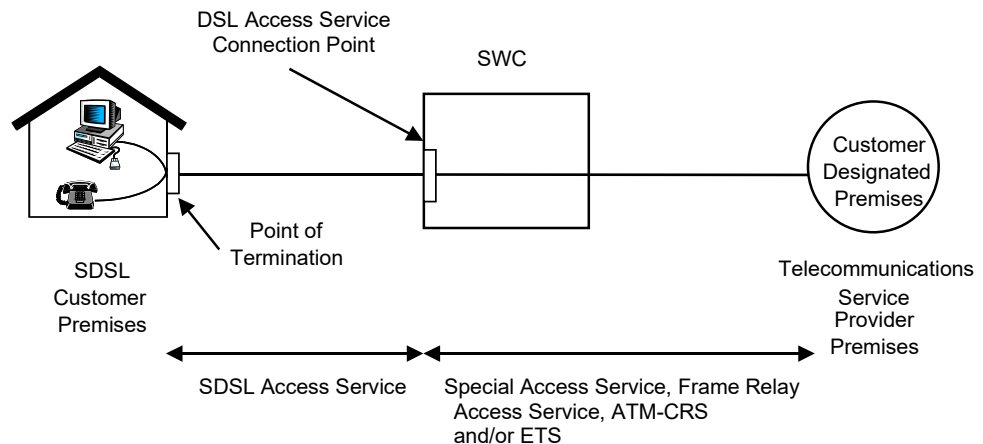 DSL Access Service
Connection Point
SWC
Customer
Designated
Premises
Point of
Termination
SDSL
Customer
Premises
Telecommunications
Service
Provider
Premises
SDSL Access Service
Special Access Service, Frame Relay
Access Service, ATM-CRS
and/or ETS